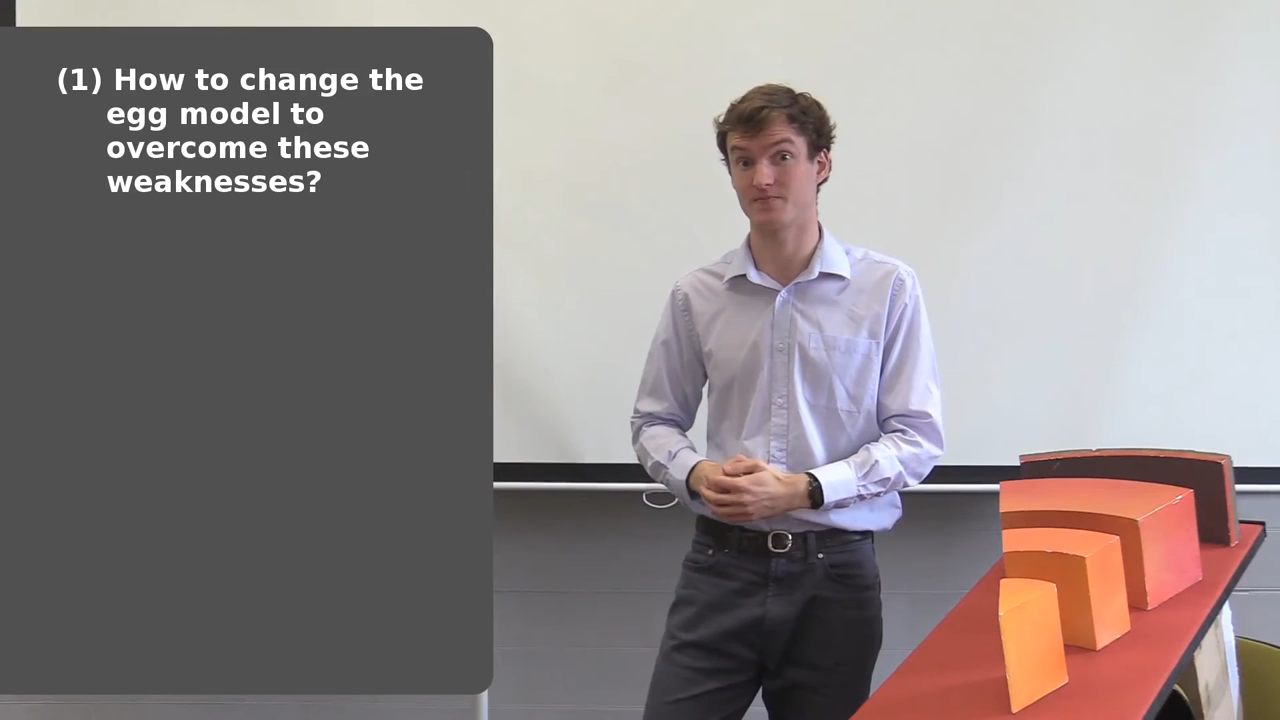 (1) How to change the
egg model to
overcome these
weaknesses?